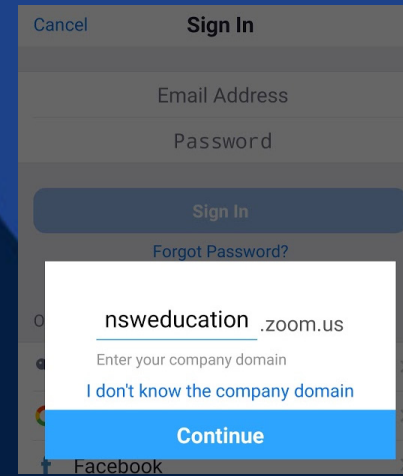 Cancel Sign In
Email Address
Password
Sign In
Forgot Password?
O
nsweducation .zoom.us
Enter your company domain
I don't know the company domain
Continue
Facebook